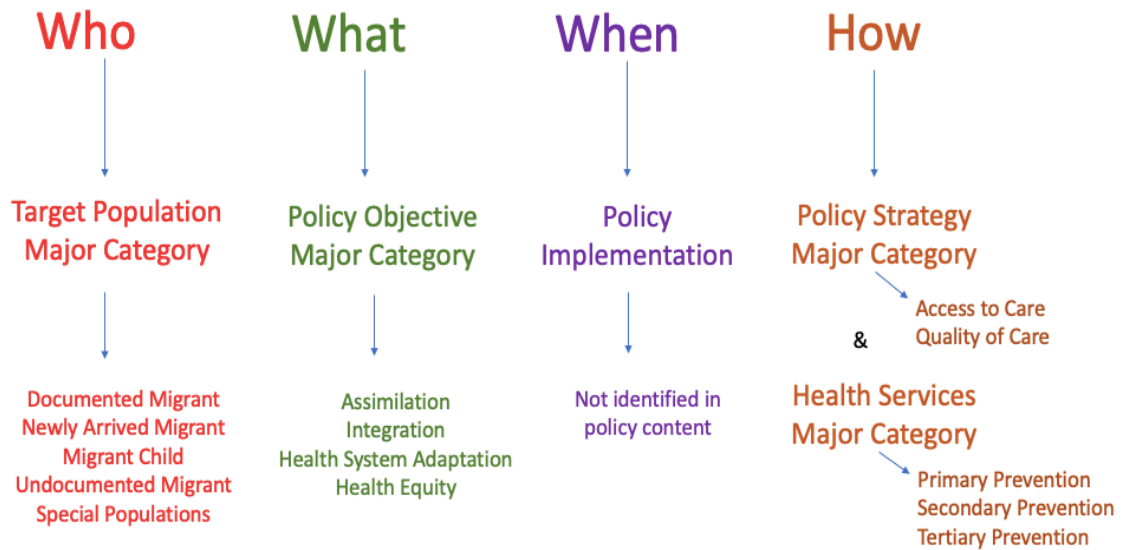 Who
What
When
How
Target Population
Major Category
Policy Objective
Major Category
Policy
Implementation
Policy Strategy
Major Category
Access to Care
Quality of Care
&
Health Services
Major Category
Primary Prevention
Secondary Prevention
Tertiary Prevention
Documented Migrant
Newly Arrived Migrant
Migrant Child
Undocumented Migrant
Special Populations
Assimilation
Integration
Health System Adaptation
Health Equity
Not identified in
policy content